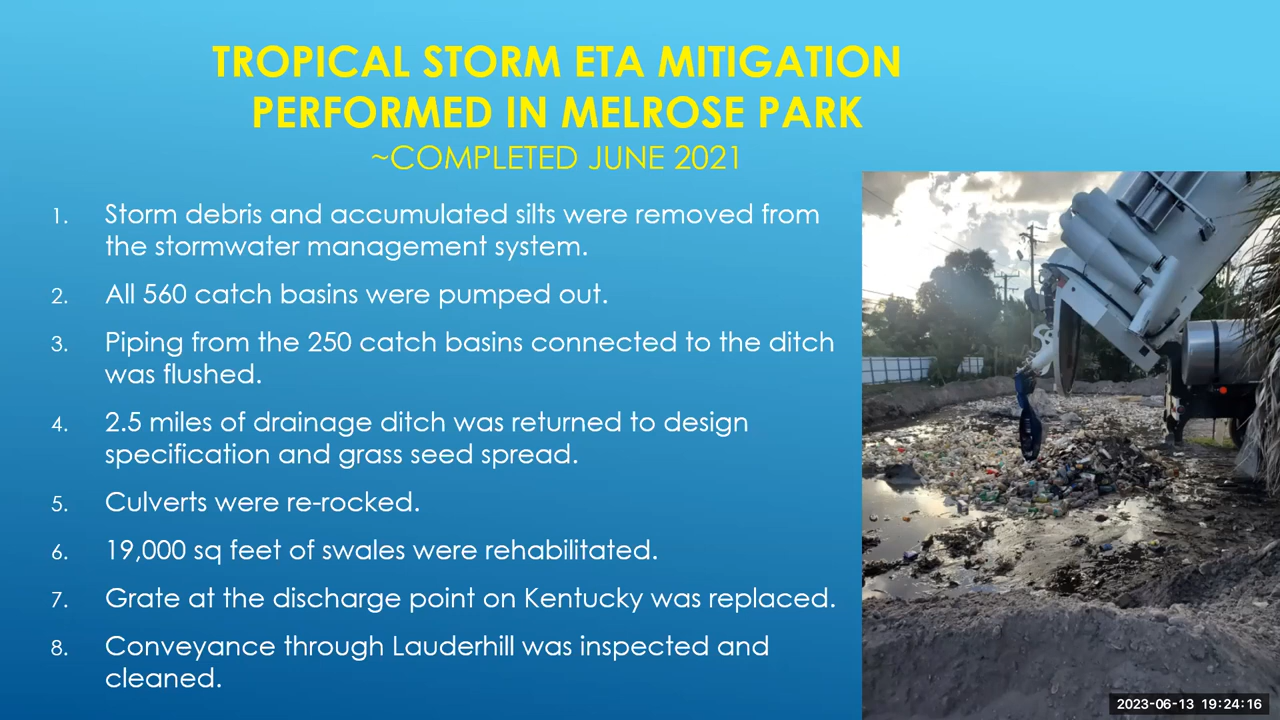 TROPICAL STORM ETA MITIGATION
PERFORMED IN MELROSE PARK
~COMPLETED JUNE 2021
1. Storm debris and accumulated silts were removed from
the stormwater management system.
2. All 560 catch basins were pumped out.
3. Piping from the 250 catch basins connected to the ditch
was flushed.
4. 2.5 miles of drainage ditch was returned to design
specification and grass seed spread.
5. Culverts were re-rocked.
6. 19,000 sq feet of swales were rehabilitated.
7. Grate at the discharge point on Kentucky was replaced.
8. Conveyance through Lauderhill was inspected and
cleaned.
2023-06-13 19:24:16